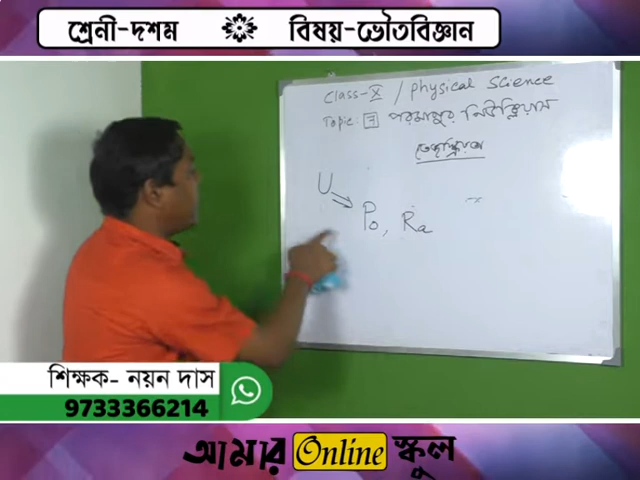 শ্রেনী-দশম বিষয়-ভৌতবিজ্ঞান
Class-X / Physical Science
Topic: পরমাণুর নিউক্লিয়াস
তেজস্ক্রিয়তা
U
Po, Ra
শিক্ষক- নয়ন দাস
9733366214
আমার Online স্কুল